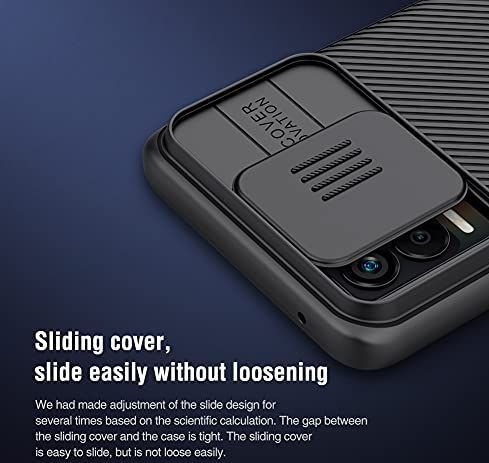 COVER
OVATION
Sliding cover,
slide easily without loosening
We had made adjustment of the slide design for
several times based on the scientific calculation. The gap between
the sliding cover and the case is tight. The sliding cover
is easy to slide, but is not loose easily.